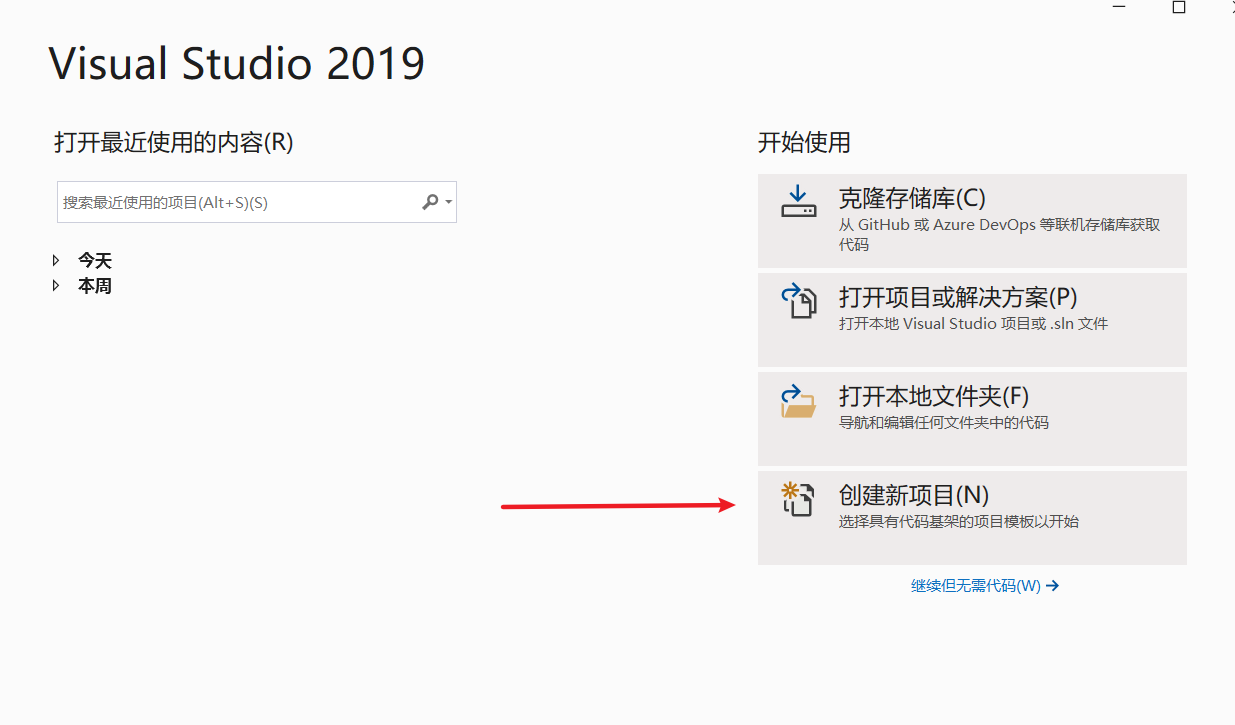 Visual Studio 2019
打开最近使用的内容(R)
搜索最近使用的项目(Alt+S)(S)
今天
本周
开始使用
克隆存储库(C)
从 GitHub 或 Azure DevOps 等联机存储库获取
代码
打开项目或解决方案(P)
打开本地 Visual Studio 项目或 .sln 文件
打开本地文件夹(F)
导航和编辑任何文件夹中的代码
创建新项目(N)
选择具有代码基架的项目模板以开始
继续但无需代码(W) →